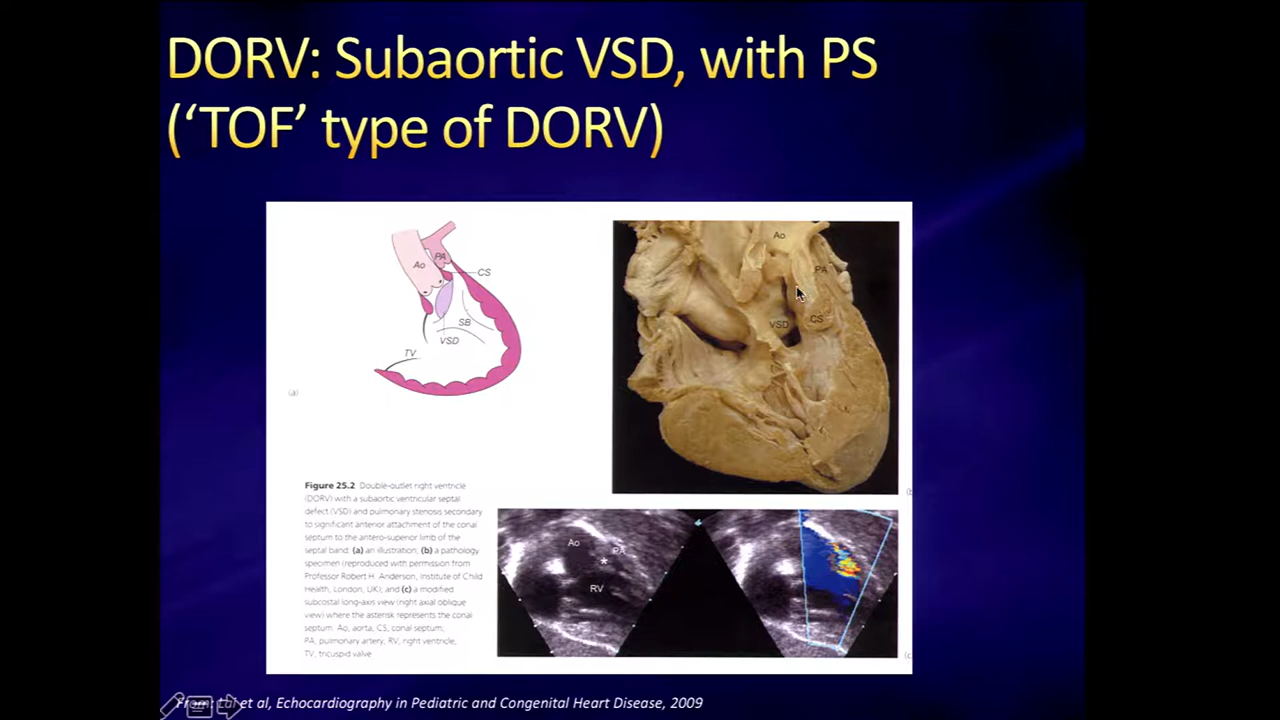 DORV: Subaortic VSD, with PS
('TOF' type of DORV)
Ao
PA
CS
SB
VSD
TV
(a)
Ao
PA
VSD
CS
(b
Figure 25.2 Double-outlet right ventricle
(DORV) with a subaortic ventricular septal
defect (VSD) and pulmonary stenosis secondary
to significant anterior attachment of the conal
septum to the antero-superior limb of the
septal band: (a) an illustration; (b) a pathology
specimen (reproduced with permission from
Professor Robert H. Anderson, Institute of Child
Health, London, UK); and (c) a modified
subcostal long-axis view (right axial oblique
view) where the asterisk represents the conal
septum. Ao, aorta; CS, conal septum;
PA, pulmonary artery; RV, right ventricle;
TV, tricuspid valve
Ao
PA
*
RV
(c
From: Lai et al, Echocardiography in Pediatric and Congenital Heart Disease, 2009